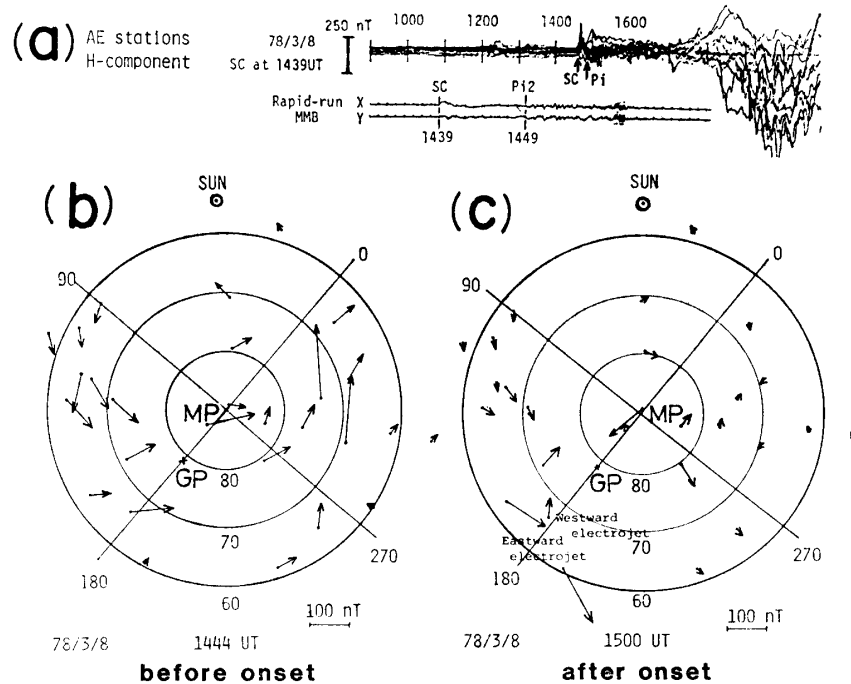 (a)
AE stations
H-component
78/3/8
SC at 1439UT
250 nT
1000 1200 1400 1600
SC Pi
Rapid-run X
MMB Y
SC Pi2
1439 1449
(b)
SUN
0
90
MP
GP
80
70
60
180
270
100 nT
78/3/8 1444 UT
before onset
(c)
SUN
0
90
MP
GP
80
Westward
electrojet
70
Eastward
electrojet
60
180
270
100 nT
78/3/8 1500 UT
after onset